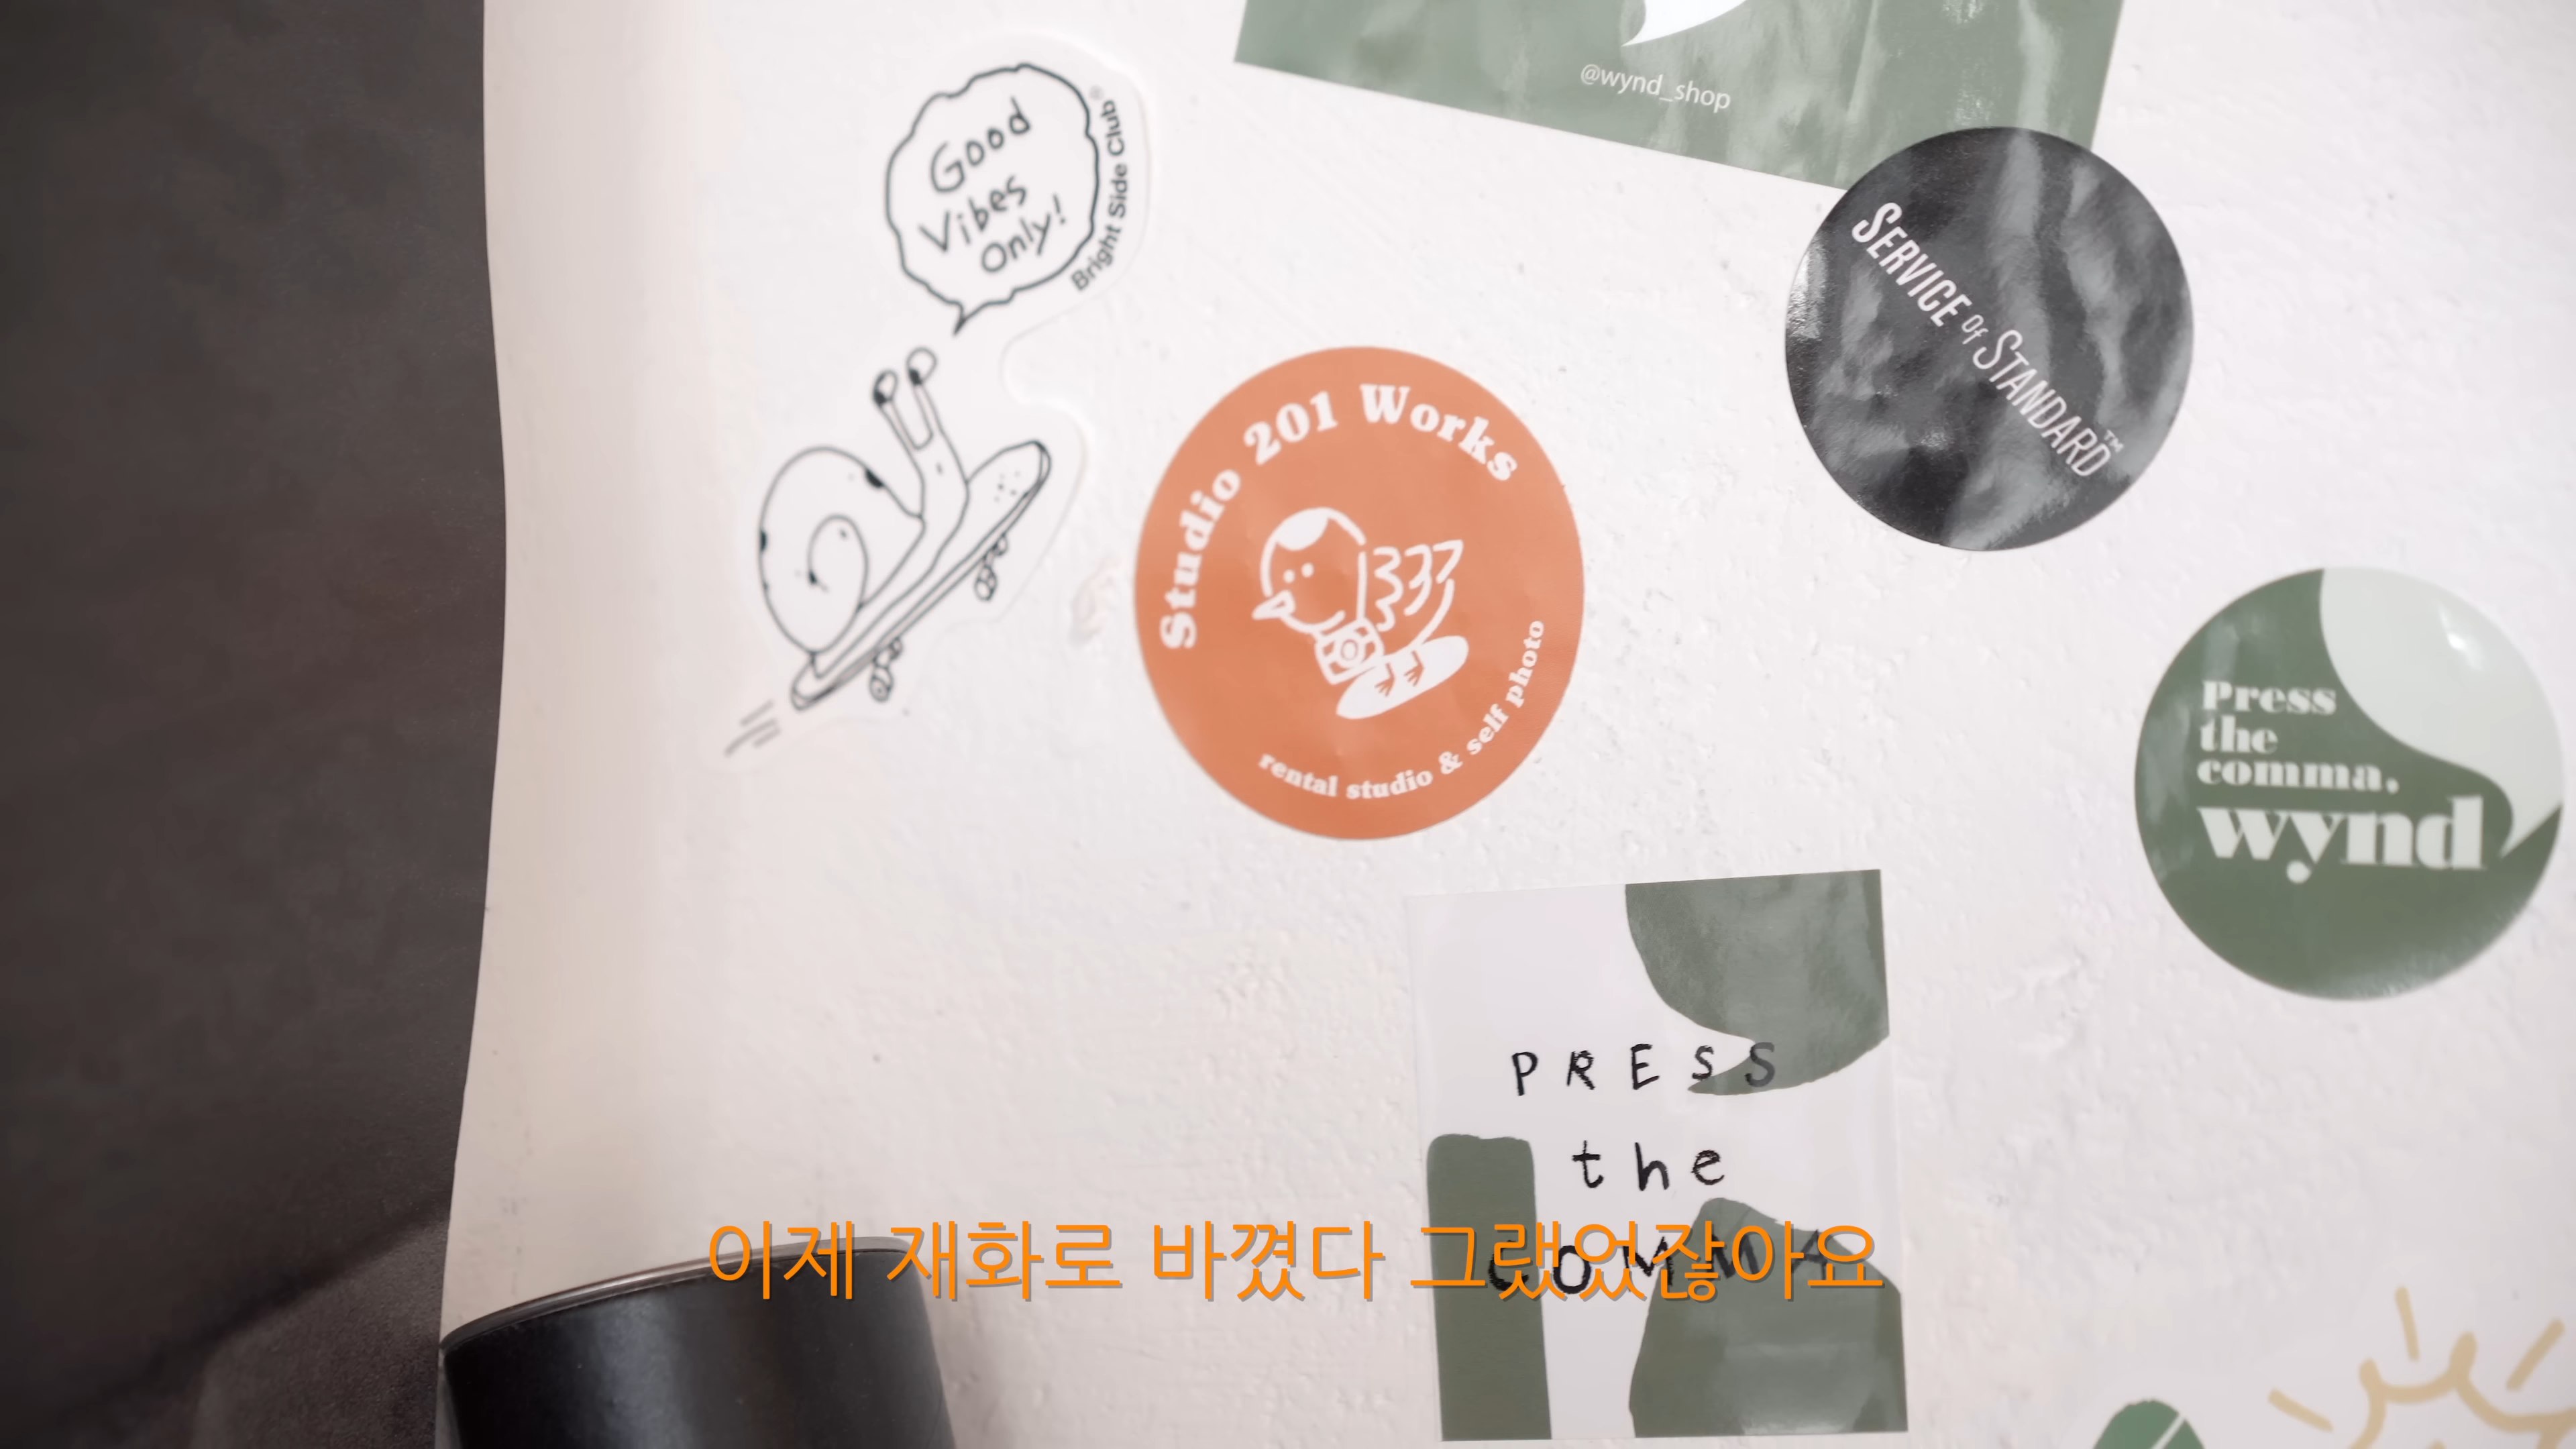 @wynd_shop
Good
Vibes
Only!
Bright Side Club
SERVICE Of STANDARD™
Studio 201 Works
rental studio & self photo
Press
the
comma.
wynd
PRESS
the
COMMA
이제 재화로 바꼈다 그랬었잖아요